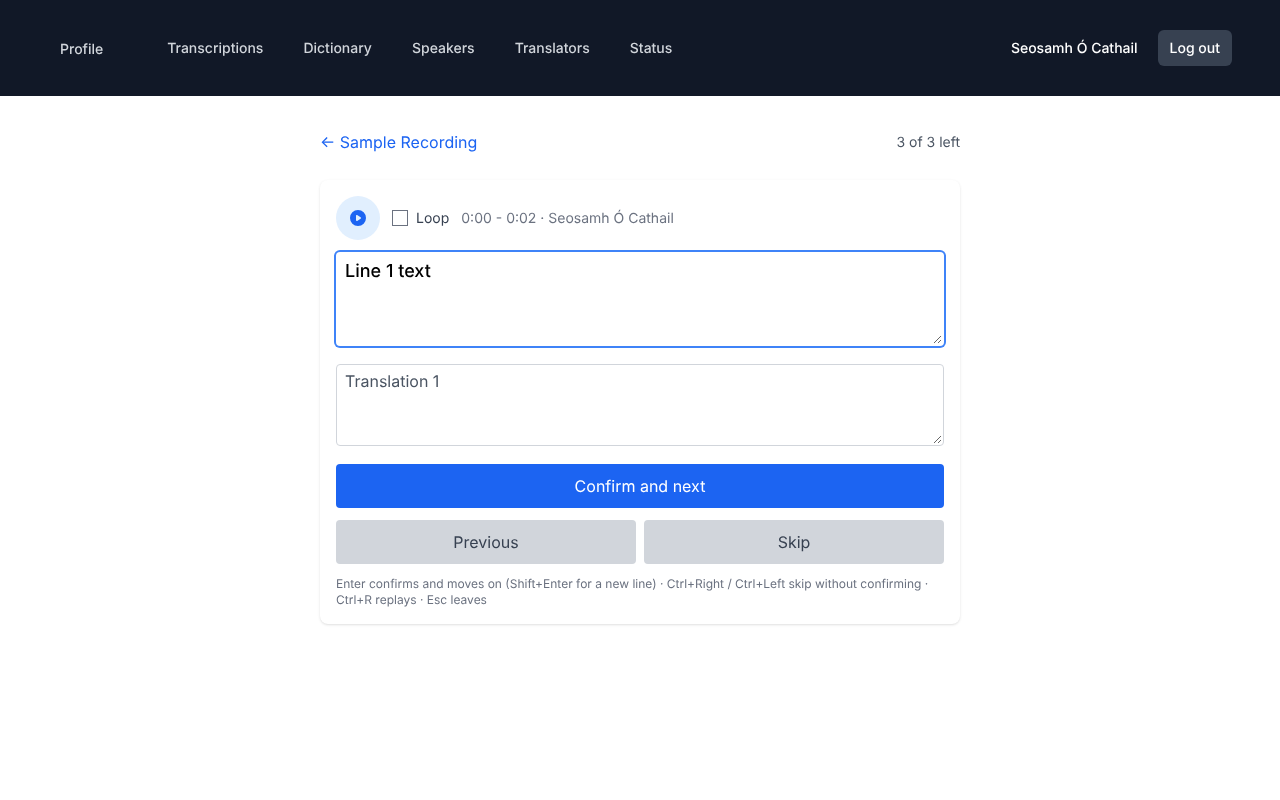 Profile
Transcriptions
Dictionary
Speakers
Translators
Status
Seosamh Ó Cathail
Log out
← Sample Recording
3 of 3 left
Loop
0:00 - 0:02 · Seosamh Ó Cathail
Line 1 text
Translation 1
Confirm and next
Previous
Skip
Enter confirms and moves on (Shift+Enter for a new line) · Ctrl+Right / Ctrl+Left skip without confirming ·
Ctrl+R replays · Esc leaves